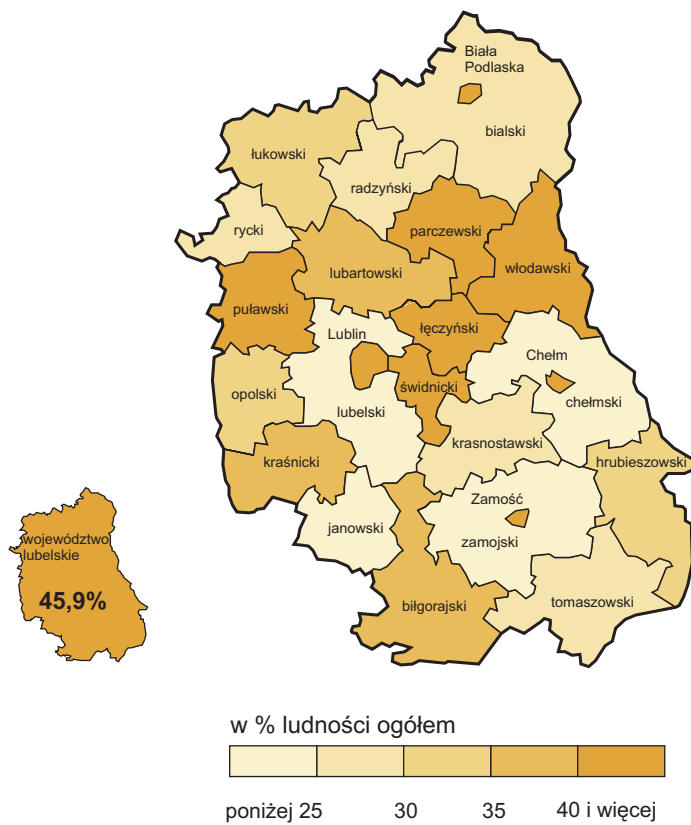 Biała
Podlaska
bialski
łukowski
radzyński
rycki
parczewski
lubartowski
włodawski
puławski
łęczyński
Lublin
Chełm
świdnicki
opolski
chełmski
lubelski
krasnostawski
kraśnicki
hrubieszowski
Zamość
janowski
zamojski
województwo
lubelskie
45,9%
biłgorajski
tomaszowski
w % ludności ogółem
poniżej 25 30 35 40 i więcej